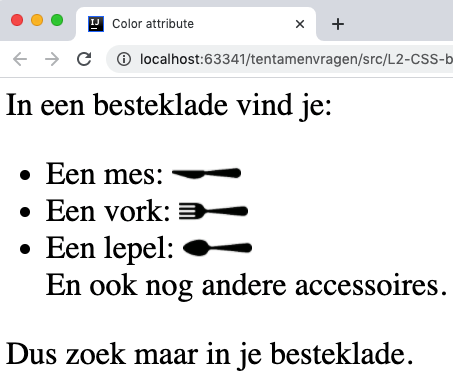 Color attribute
localhost:63341/tentamenvragen/src/L2-CSS-b
In een besteklade vind je:
Een mes:
Een vork:
Een lepel:
En ook nog andere accessoires.
Dus zoek maar in je besteklade.